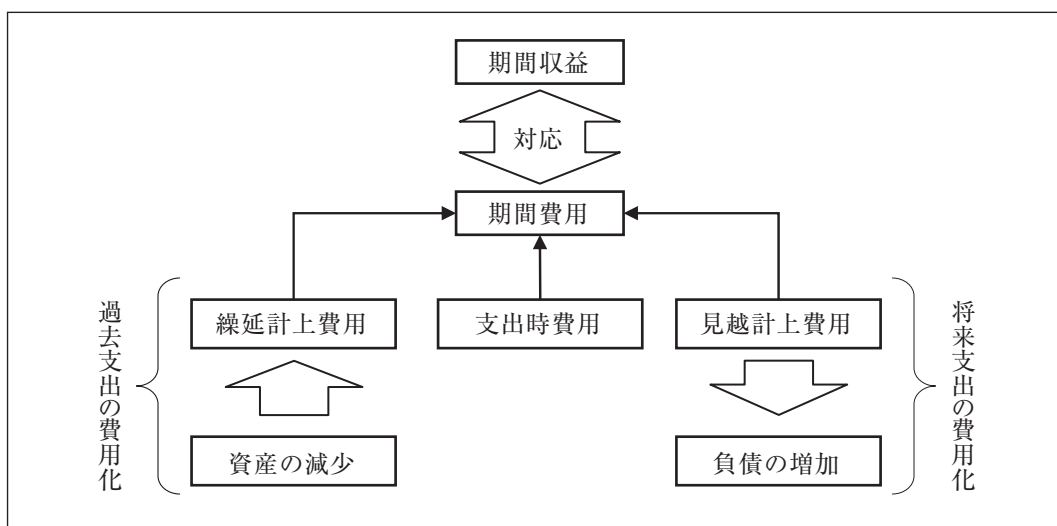 期間収益
対応
期間費用
繰延計上費用
支出時費用
見越計上費用
資産の減少
負債の増加
過去支出の費用化
将来支出の費用化